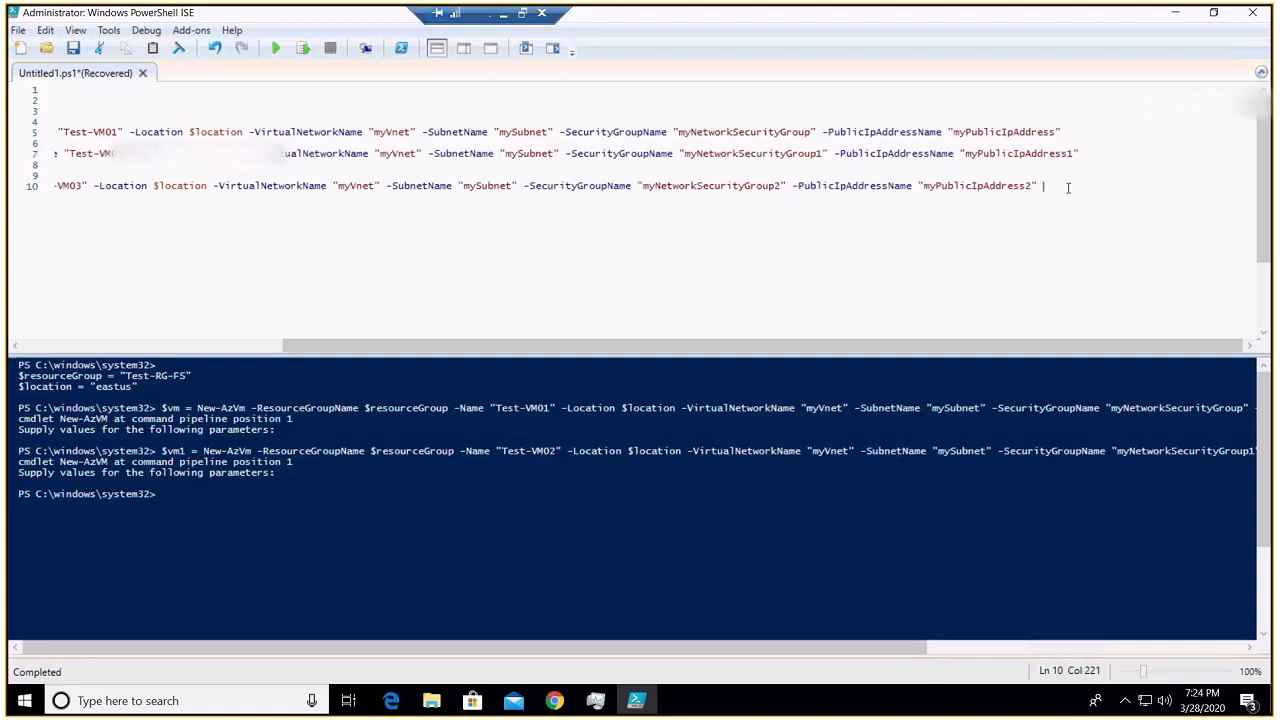 Administrator: Windows PowerShell ISE
File Edit View Tools Debug Add-ons Help
Untitled1.ps1*(Recovered)
1
2
3
4
5 "Test-VM01" -Location $location -VirtualNetworkName "myVnet" -SubnetName "mySubnet" -SecurityGroupName "myNetworkSecurityGroup" -PublicIpAddressName "myPublicIpAddress"
6
7 e "Test-VM0 ualNetworkName "myVnet" -SubnetName "mySubnet" -SecurityGroupName "myNetworkSecurityGroup1" -PublicIpAddressName "myPublicIpAddress1"
8
9
10 -VM03" -Location $location -VirtualNetworkName "myVnet" -SubnetName "mySubnet" -SecurityGroupName "myNetworkSecurityGroup2" -PublicIpAddressName "myPublicIpAddress2"
PS C:\windows\system32>
$resourceGroup = "Test-RG-FS"
$location = "eastus"
PS C:\windows\system32> $vm = New-AzVm -ResourceGroupName $resourceGroup -Name "Test-VM01" -Location $location -VirtualNetworkName "myVnet" -SubnetName "mySubnet" -SecurityGroupName "myNetworkSecurityGroup" -
cmdlet New-AzVM at command pipeline position 1
Supply values for the following parameters:
PS C:\windows\system32> $vm1 = New-AzVm -ResourceGroupName $resourceGroup -Name "Test-VM02" -Location $location -VirtualNetworkName "myVnet" -SubnetName "mySubnet" -SecurityGroupName "myNetworkSecurityGroup1"
cmdlet New-AzVM at command pipeline position 1
Supply values for the following parameters:
PS C:\windows\system32>
Completed Ln 10 Col 221 100%
Type here to search
7:24 PM
3/28/2020
3